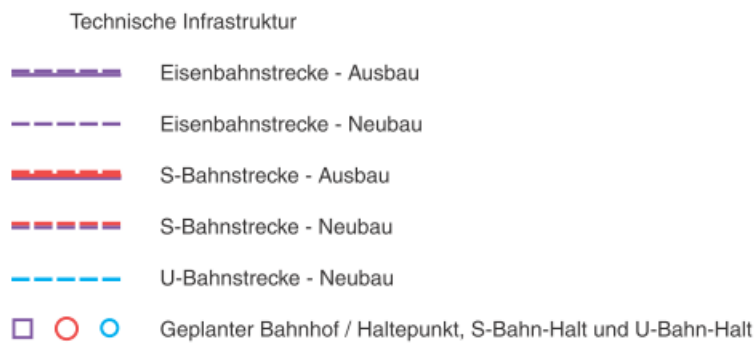 Technische Infrastruktur
Eisenbahnstrecke - Ausbau
Eisenbahnstrecke - Neubau
S-Bahnstrecke - Ausbau
S-Bahnstrecke - Neubau
U-Bahnstrecke - Neubau
Geplanter Bahnhof / Haltepunkt, S-Bahn-Halt und U-Bahn-Halt